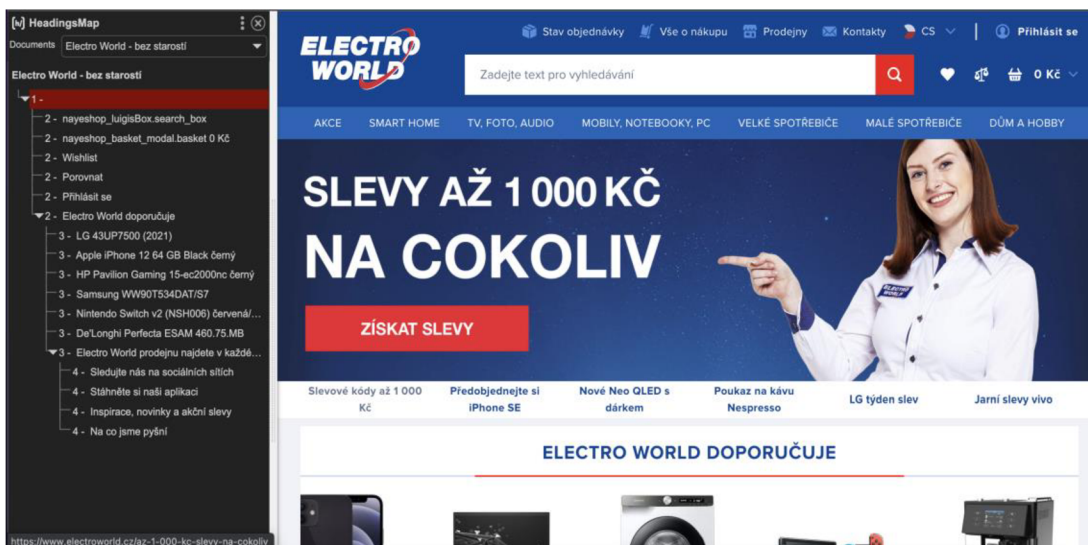 [h] HeadingsMap
Documents Electro World - bez starostí
Electro World - bez starostí
1 -
2 - nayeshop_luigisBox.search_box
2 - nayeshop_basket_modal.basket 0 Kč
2 - Wishlist
2 - Porovnat
2 - Přihlásit se
2 - Electro World doporučuje
3 - LG 43UP7500 (2021)
3 - Apple iPhone 12 64 GB Black černý
3 - HP Pavilion Gaming 15-ec2000nc černý
3 - Samsung WW90T534DAT/S7
3 - Nintendo Switch v2 (NSH006) červená/...
3 - De'Longhi Perfecta ESAM 460.75.MB
3 - Electro World prodejnu najdete v každé...
4 - Sledujte nás na sociálních sítích
4 - Stáhněte si naši aplikaci
4 - Inspirace, novinky a akční slevy
4 - Na co jsme pyšní
https://www.electroworld.cz/az-1-000-kc-slevy-na-cokoliv
ELECTRO
WORLD
Stav objednávky Vše o nákupu Prodejny Kontakty CS Přihlásit se
Zadejte text pro vyhledávání
0 Kč
AKCE SMART HOME TV, FOTO, AUDIO MOBILY, NOTEBOOKY, PC VELKÉ SPOTŘEBIČE MALÉ SPOTŘEBIČE DŮM A HOBBY
SLEVY AŽ 1 000 KČ
NA COKOLIV
ZÍSKAT SLEVY
ELECTRO
WORLD
Slevové kódy až 1 000
Kč
Předobjednejte si
iPhone SE
Nové Neo QLED s
dárkem
Poukaz na kávu
Nespresso
LG týden slev
Jarní slevy vivo
ELECTRO WORLD DOPORUČUJE